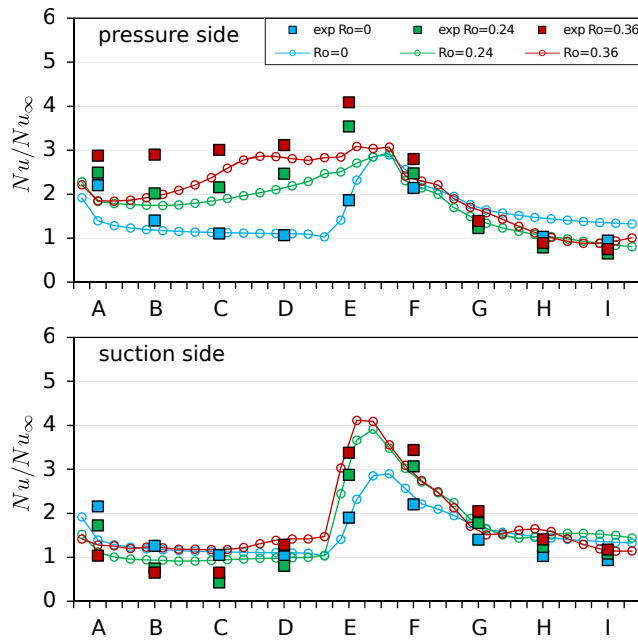 6
pressure side
exp Ro=0 exp Ro=0.24 exp Ro=0.36
Ro=0 Ro=0.24 Ro=0.36
5
4
3
2
1
0
Nu/Nu∞
A B C D E F G H I
6
suction side
5
4
3
2
1
0
Nu/Nu∞
A B C D E F G H I